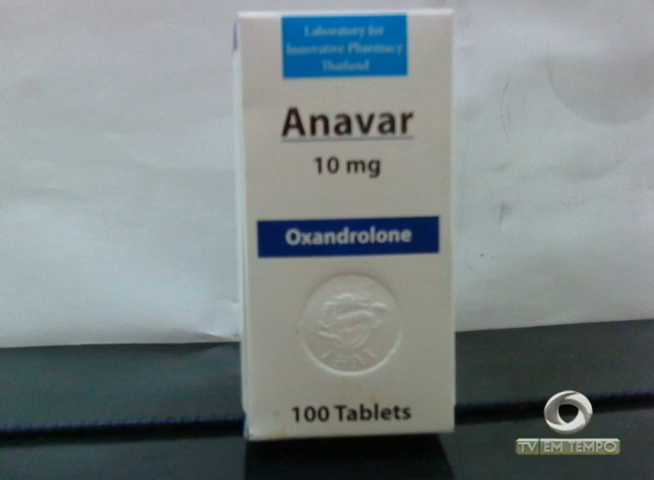 Laboratory for
Innovative Pharmacy
Thailand
Anavar
10 mg
Oxandrolone
100 Tablets
TV EM TEMPO